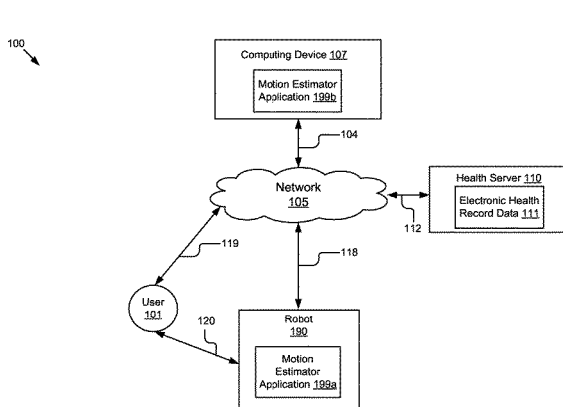 100
Computing Device 107
Motion Estimator
Application 199b
104
Network
105
Health Server 110
Electronic Health
Record Data 111
112
119
118
User
101
120
Robot
190
Motion
Estimator
Application 199a